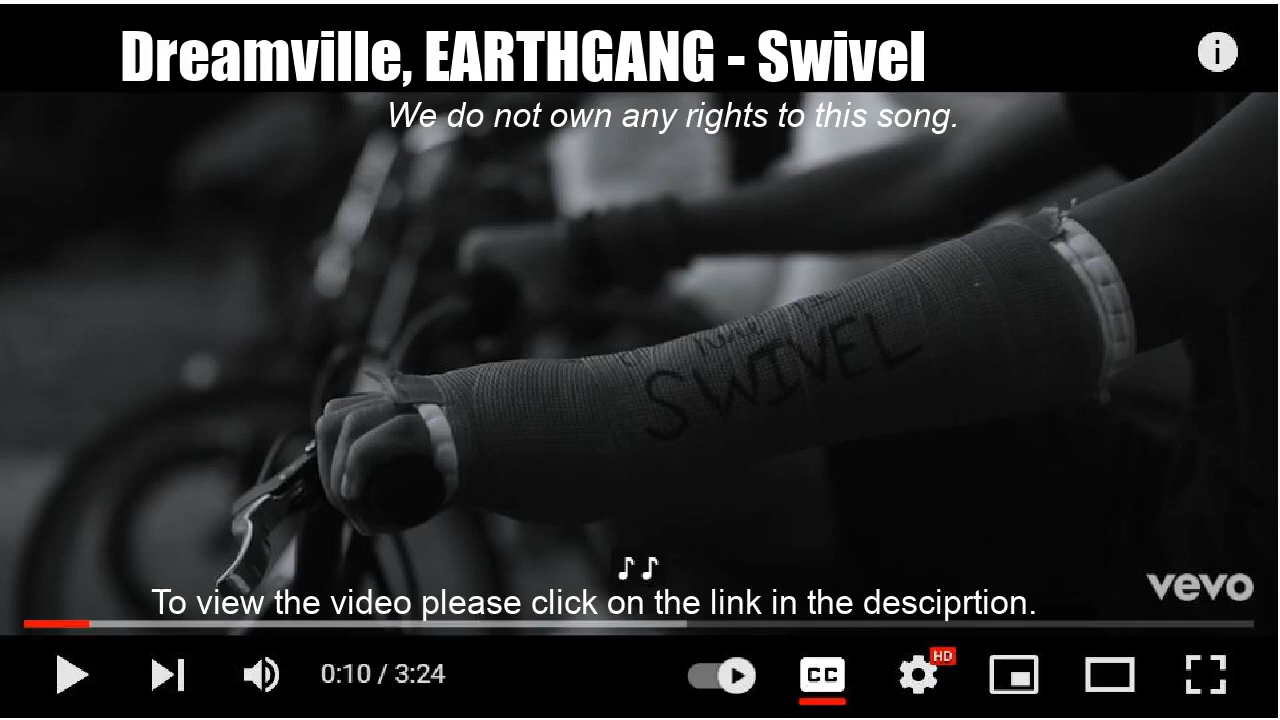 Dreamville, EARTHGANG - Swivel
i
We do not own any rights to this song.
SWIVEL
vevo
To view the video please click on the link in the desciprtion.
HD
0:10 / 3:24
CC